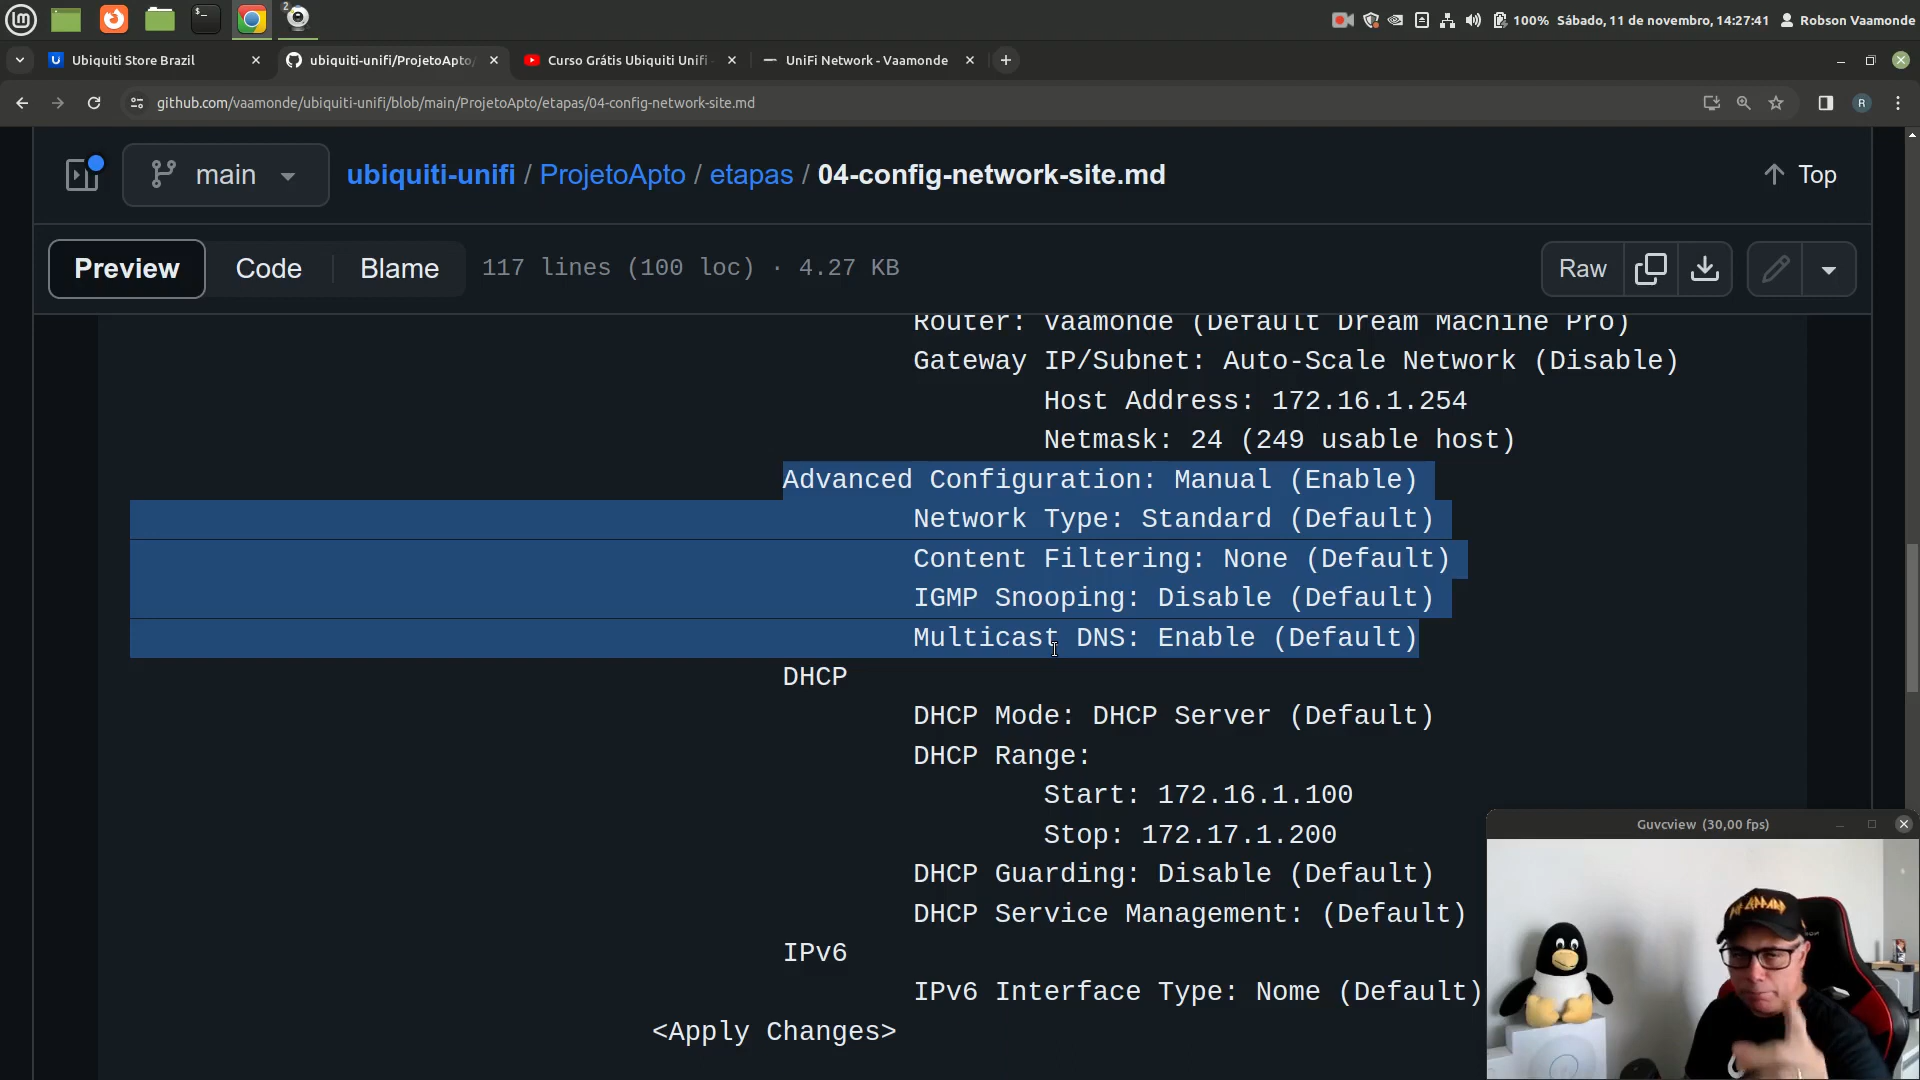 100% Sábado, 11 de novembro, 14:27:41 Robson Vaamonde
Ubiquiti Store Brazil
ubiquiti-unifi/ProjetoApto/
Curso Grátis Ubiquiti Unifi
UniFi Network - Vaamonde
github.com/vaamonde/ubiquiti-unifi/blob/main/ProjetoApto/etapas/04-config-network-site.md
R
main
ubiquiti-unifi / ProjetoApto / etapas / 04-config-network-site.md
Top
Preview Code Blame 117 lines (100 loc) · 4.27 KB
Raw
Router: Vaamonde (Default Dream Machine Pro)
Gateway IP/Subnet: Auto-Scale Network (Disable)
Host Address: 172.16.1.254
Netmask: 24 (249 usable host)
Advanced Configuration: Manual (Enable)
Network Type: Standard (Default)
Content Filtering: None (Default)
IGMP Snooping: Disable (Default)
Multicast DNS: Enable (Default)
DHCP
DHCP Mode: DHCP Server (Default)
DHCP Range:
Start: 172.16.1.100
Stop: 172.17.1.200
DHCP Guarding: Disable (Default)
DHCP Service Management: (Default)
IPv6
IPv6 Interface Type: Nome (Default)
<Apply Changes>
Guvcview (30,00 fps)